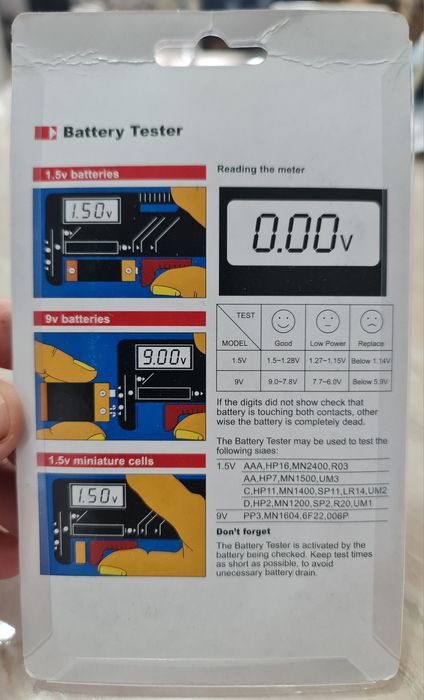 Battery Tester
1.5v batteries
1.50v
9v batteries
9.00v
1.5v miniature cells
1.50v
Reading the meter
0.00v
TEST
MODEL Good Low Power Replace
1.5V 1.5~1.28V 1.27~1.15V Below 1.14V
9V 9.0~7.8V 7.7~6.0V Below 5.9V
If the digits did not show check that
battery is touching both contacts, other
wise the battery is completely dead.
The Battery Tester may be used to test the
following siaes:
1.5V AAA,HP16,MN2400,R03
AA,HP7,MN1500,UM3
C,HP11,MN1400,SP11,LR14,UM2
D,HP2,MN1200,SP2,R20,UM1
9V PP3,MN1604,6F22,006P
Don't forget
The Battery Tester is activated by the
battery being checked. Keep test times
as short as possible, to avoid
unecessary battery drain.